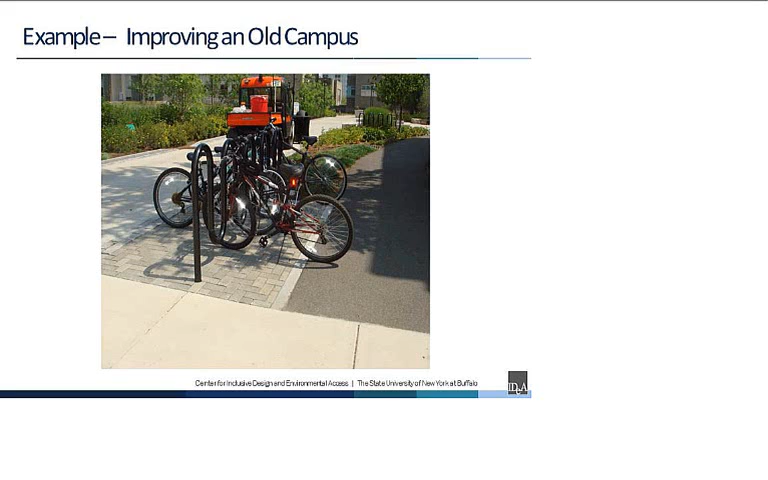 Example – Improving an Old Campus
Center for Inclusive Design and Environmental Access | The State University of New York at Buffalo
IDeA